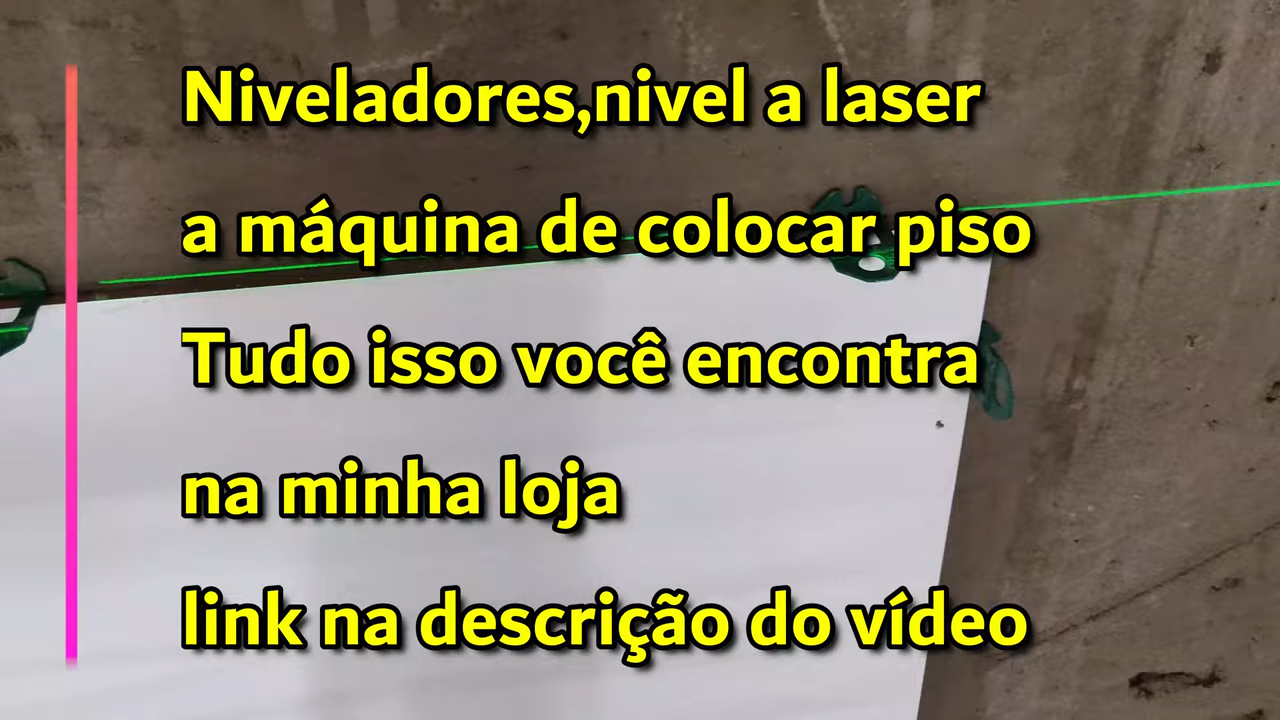 Niveladores,nivel a laser
a máquina de colocar piso
Tudo isso você encontra
na minha loja
link na descrição do vídeo